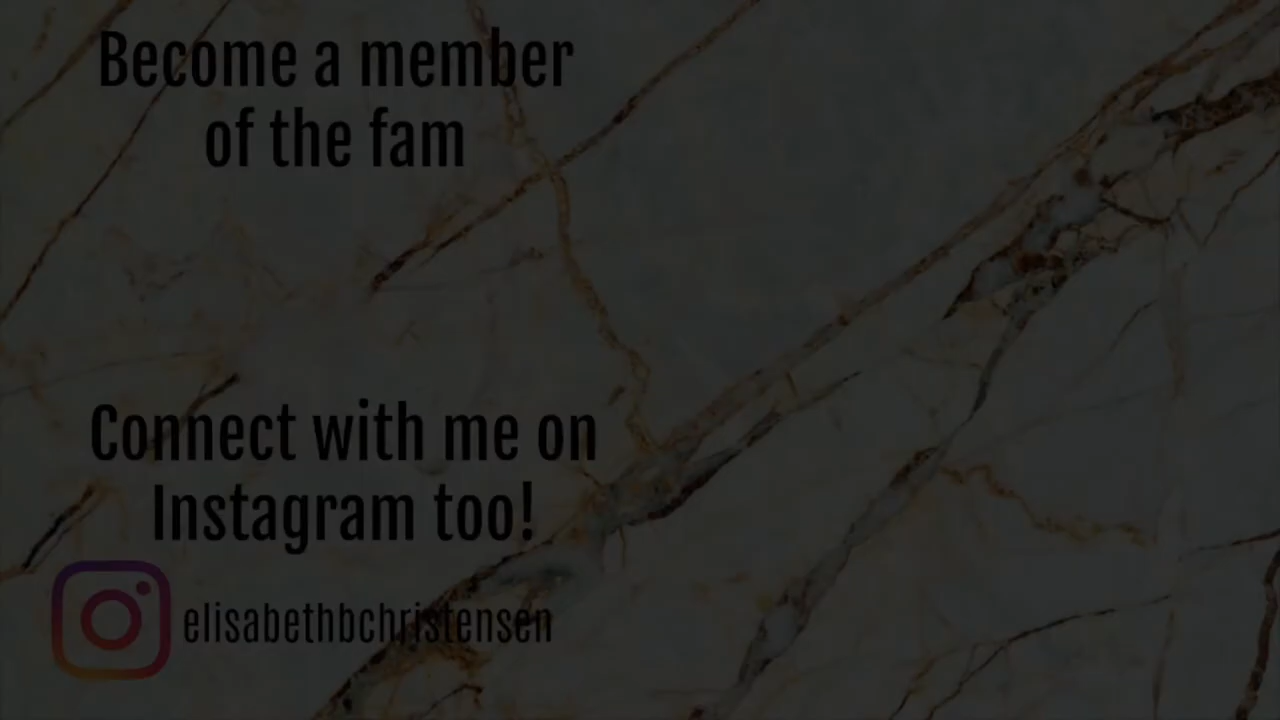 Become a member
of the fam
Connect with me on
Instagram too!
elisabethbchristensen